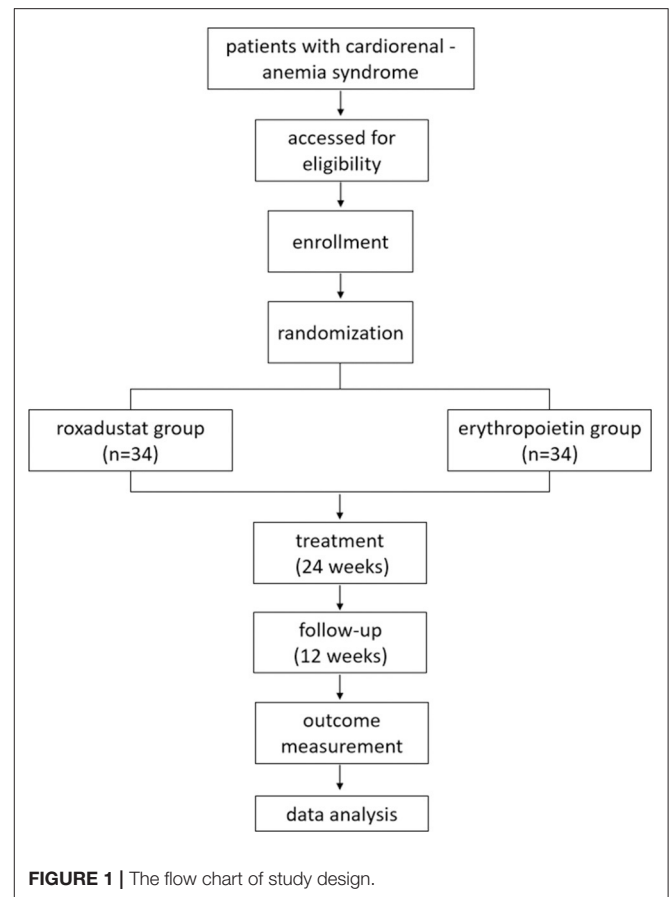 patients with cardiorenal -
anemia syndrome
accessed for
eligibility
enrollment
randomization
roxadustat group
(n=34)
erythropoietin group
(n=34)
treatment
(24 weeks)
follow-up
(12 weeks)
outcome
measurement
data analysis
FIGURE 1 | The flow chart of study design.